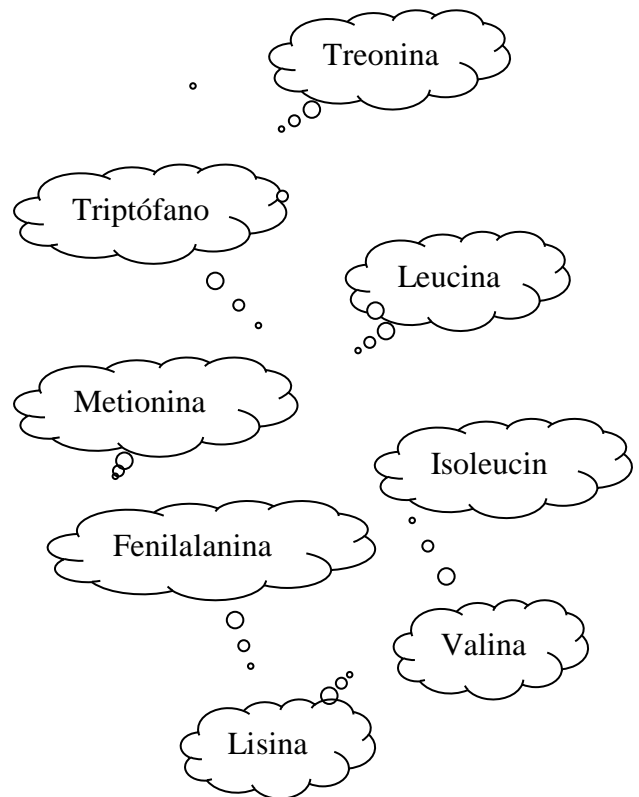 Treonina
Triptófano
Leucina
Metionina
Isoleucin
Fenilalanina
Valina
Lisina